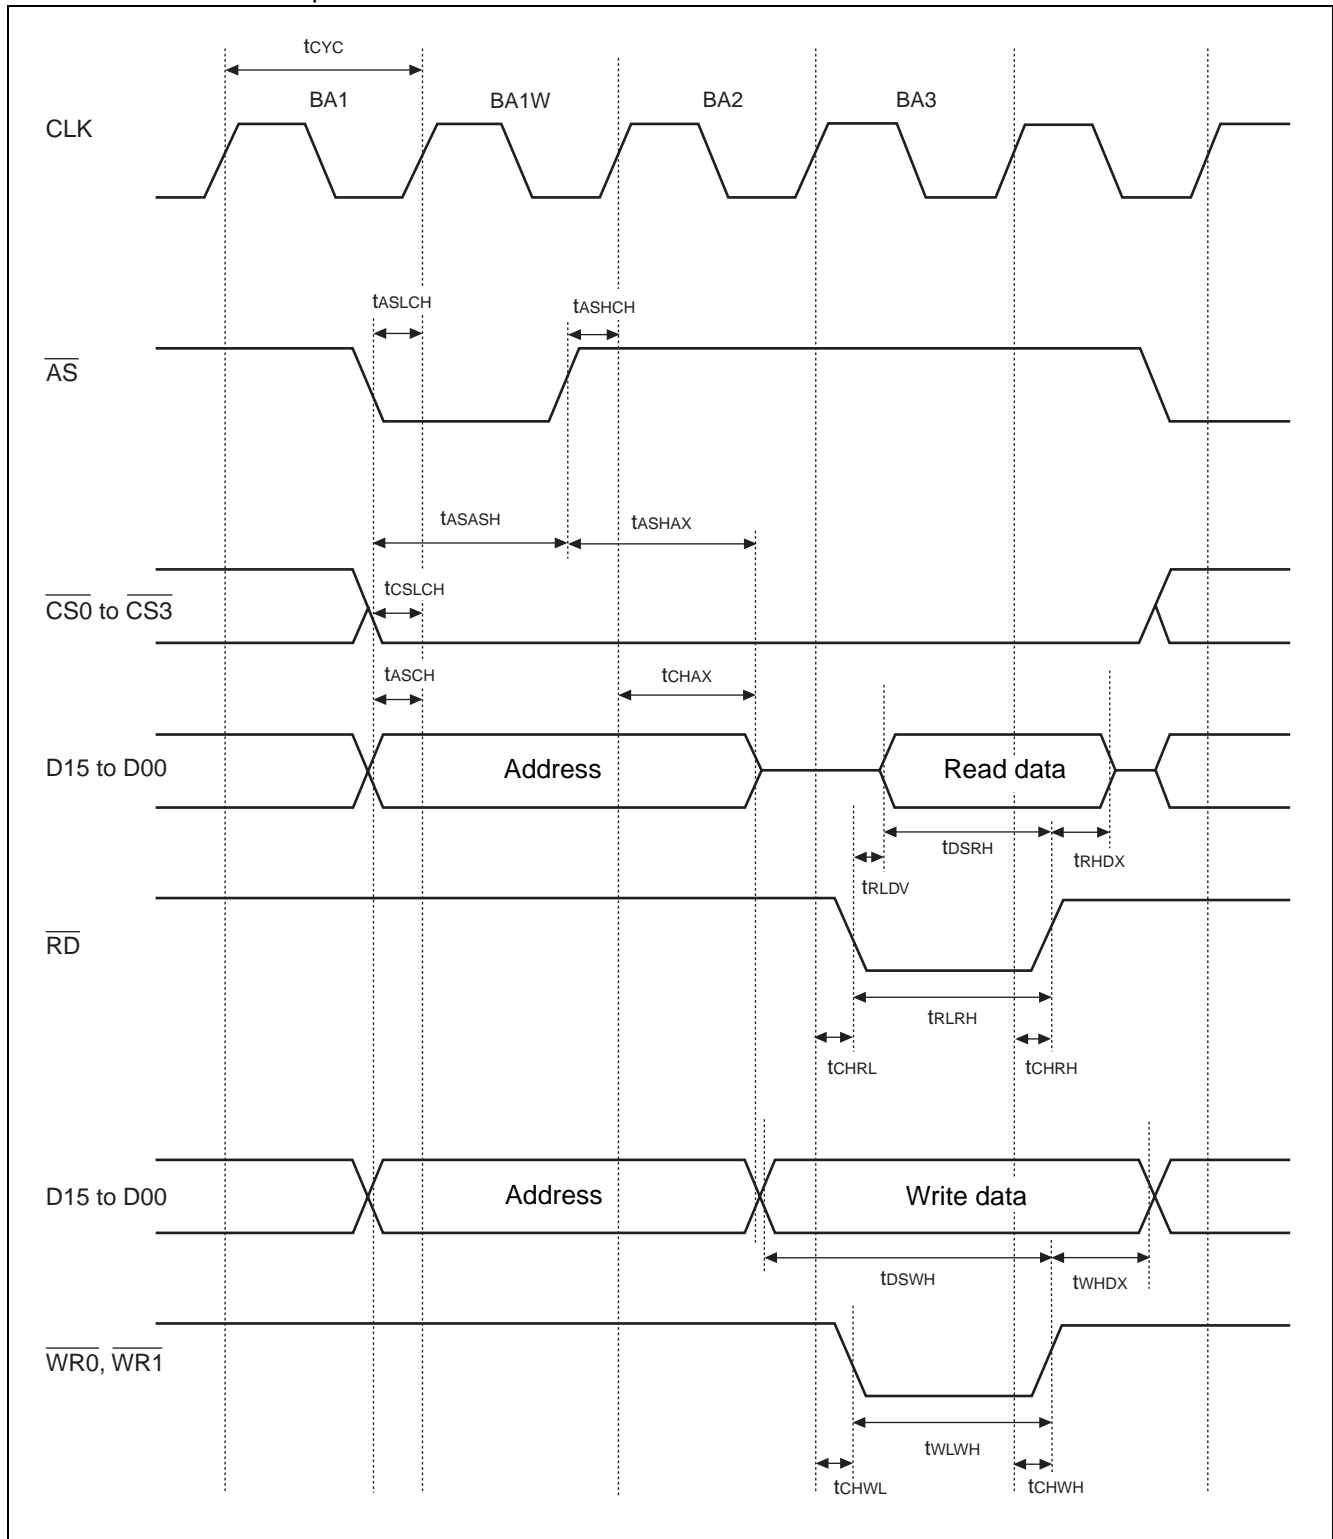 tCYC
BA1 BA1W BA2 BA3
CLK
tASLCH tASHCH
AS
tASASH tASHAX
tCSLCH
CS0 to CS3
tASCH tCHAX
D15 to D00 Address Read data
tDSRH tRHDX
tRLDV
RD
tRLRH
tCHRL tCHRH
D15 to D00 Address Write data
tDSWH tWHDX
WR0, WR1
tWLWH
tCHWL tCHWH